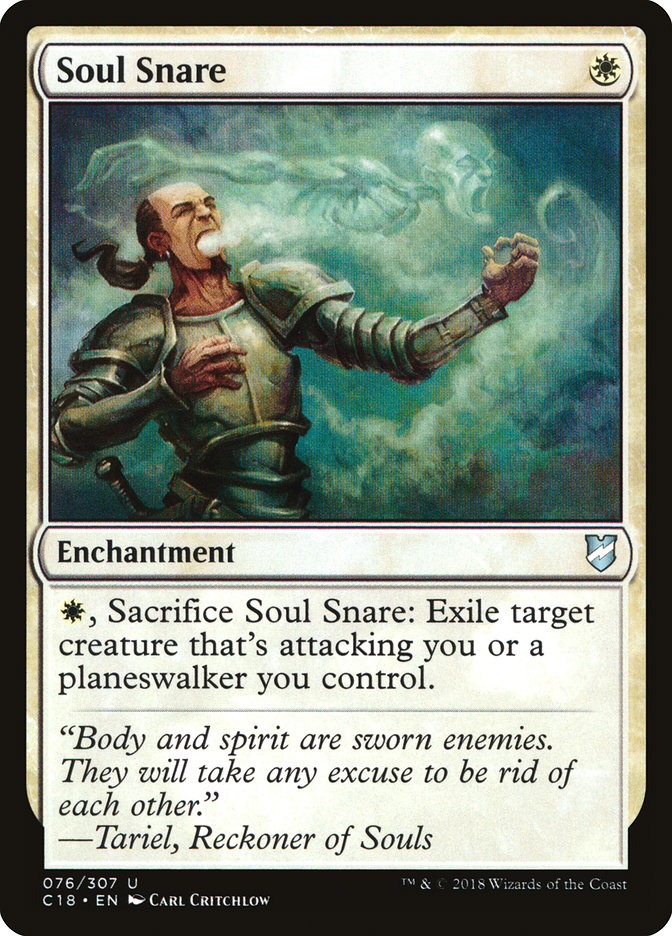 Soul Snare
Enchantment
, Sacrifice Soul Snare: Exile target
creature that's attacking you or a
planeswalker you control.
“Body and spirit are sworn enemies.
They will take any excuse to be rid of
each other.”
—Tariel, Reckoner of Souls
076/307 U
C18 • EN Carl Critchlow
™ & © 2018 Wizards of the Coast